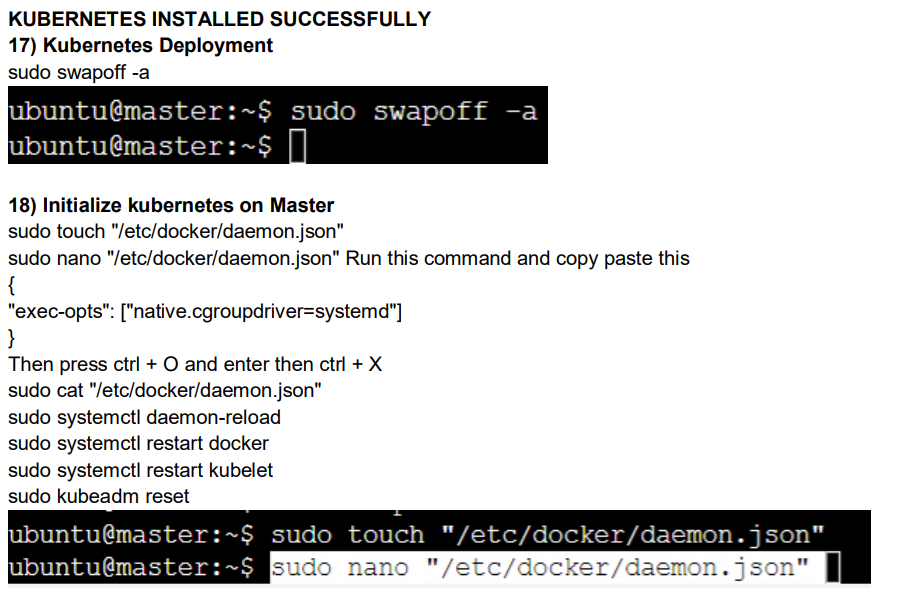 KUBERNETES INSTALLED SUCCESSFULLY
17) Kubernetes Deployment
sudo swapoff -a
ubuntu@master:~$ sudo swapoff -a
ubuntu@master:~$
18) Initialize kubernetes on Master
sudo touch "/etc/docker/daemon.json"
sudo nano "/etc/docker/daemon.json" Run this command and copy paste this
{
"exec-opts": ["native.cgroupdriver=systemd"]
}
Then press ctrl + O and enter then ctrl + X
sudo cat "/etc/docker/daemon.json"
sudo systemctl daemon-reload
sudo systemctl restart docker
sudo systemctl restart kubelet
sudo kubeadm reset
ubuntu@master:~$ sudo touch "/etc/docker/daemon.json"
ubuntu@master:~$ sudo nano "/etc/docker/daemon.json"